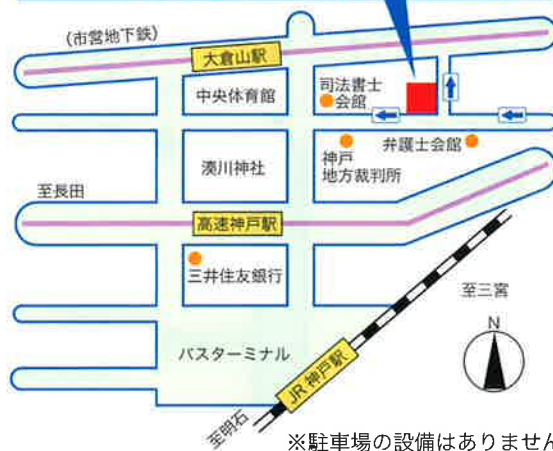 (市営地下鉄)
大倉山駅
中央体育館
司法書士
会館
湊川神社
神戸
地方裁判所
弁護士会館
至長田
高速神戸駅
三井住友銀行
至三宮
バスターミナル
N
JR 神戸駅
至明石
※駐車場の設備はありません